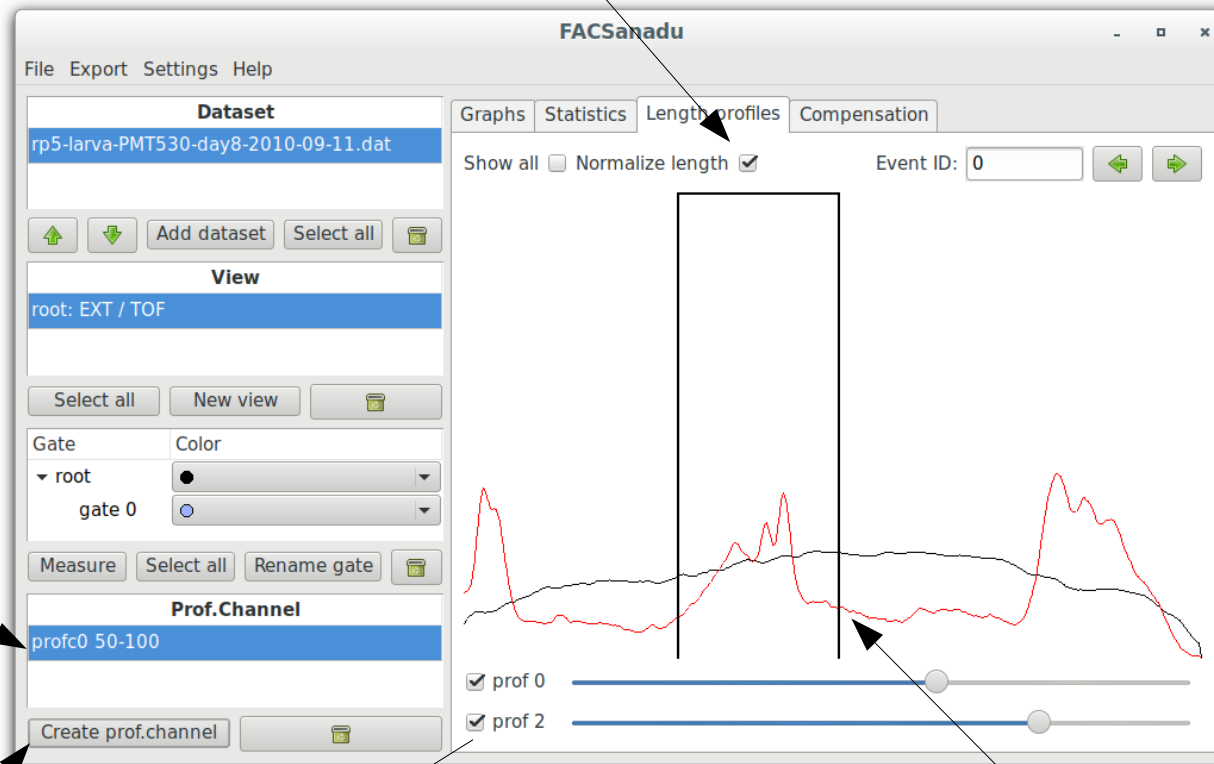 FACSanadu
File Export Settings Help
Dataset
rp5-larva-PMT530-day8-2010-09-11.dat
Add dataset Select all
View
root: EXT / TOF
Select all New view
Gate Color
root
gate 0
Measure Select all Rename gate
Prof.Channel
profc0 50-100
Create prof.channel
Graphs Statistics Length profiles Compensation
Show all Normalize length Event ID: 0
prof 0
prof 2